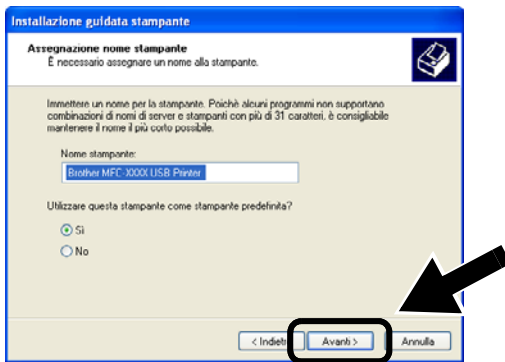 Installazione guidata stampante
Assegnazione nome stampante
È necessario assegnare un nome alla stampante.
Immettere un nome per la stampante. Poichè alcuni programmi non supportano
combinazioni di nomi di server e stampanti con più di 31 caratteri, è consigliabile
mantenere il nome il più corto possibile.
Nome stampante:
Brother MFC-XXXX USB Printer
Utilizzare questa stampante come stampante predefinita?
Sì
No
< Indietr
Avanti >
Annulla